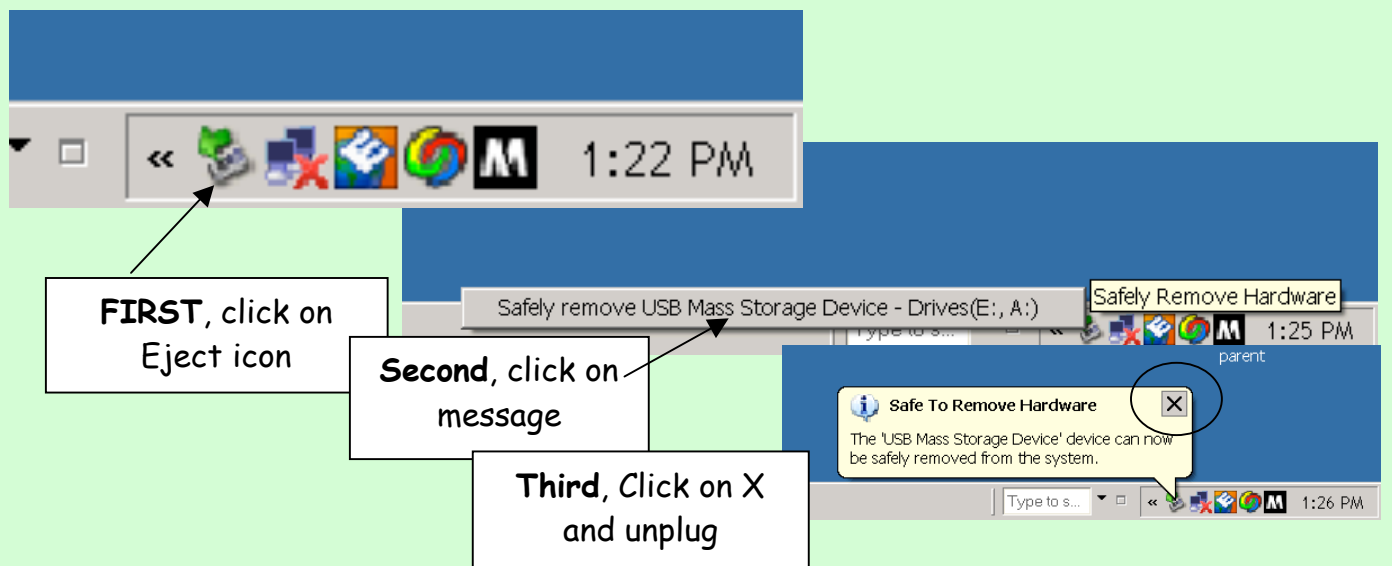 « M 1:22 PM
FIRST, click on
Eject icon
Safely remove USB Mass Storage Device - Drives(E:, A:)
Safely Remove Hardware
Type to s... « M 1:25 PM
parent
Second, click on
message
Safe To Remove Hardware X
The 'USB Mass Storage Device' device can now
be safely removed from the system.
Type to s... « M 1:26 PM
Third, Click on X
and unplug